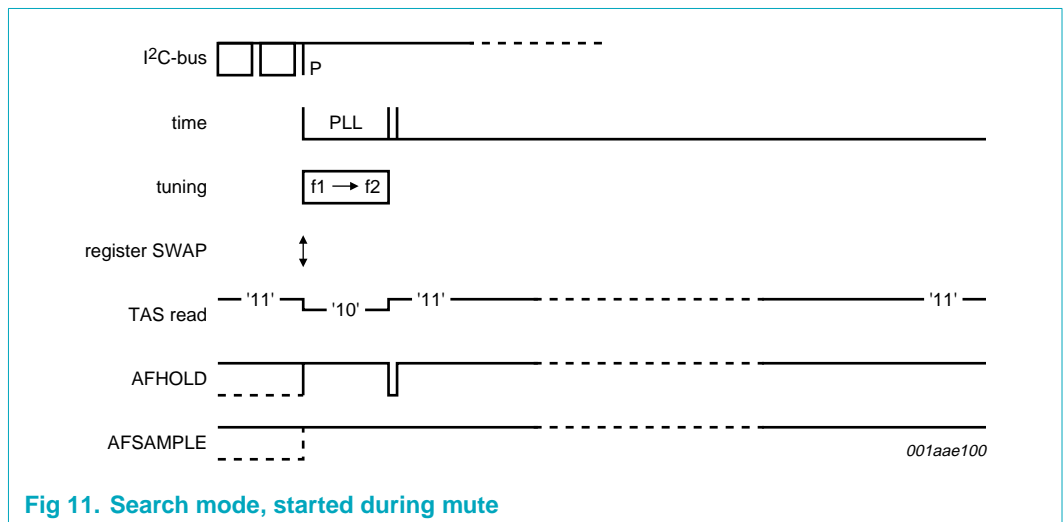 I2C-bus
P
time
PLL
tuning
f1 → f2
register SWAP
TAS read
'11' '10' '11' '11'
AFHOLD
AFSAMPLE
001aae100
Fig 11. Search mode, started during mute